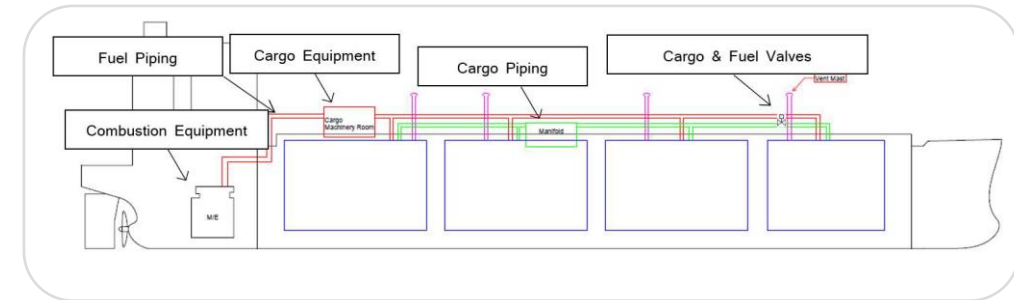 Fuel Piping
Cargo Equipment
Cargo Piping
Cargo & Fuel Valves
Vent Mast
Combustion Equipment
Cargo
Machinery Room
Manifold
M/E